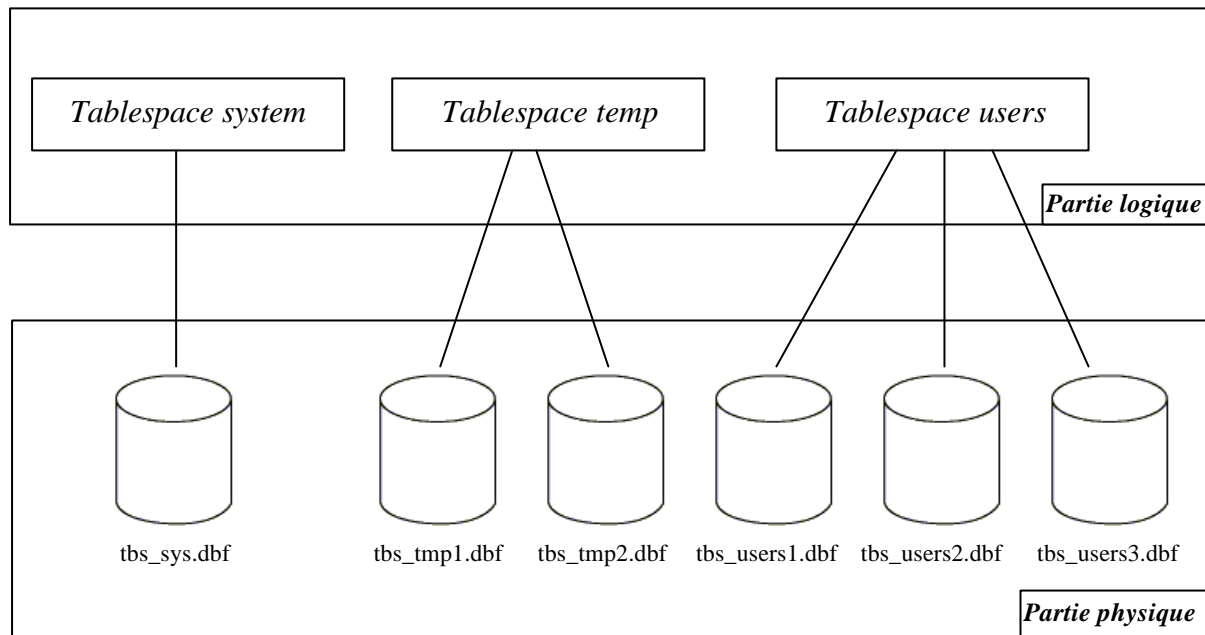 Tablespace system
Tablespace temp
Tablespace users
Partie logique
tbs_sys.dbf
tbs_tmp1.dbf
tbs_tmp2.dbf
tbs_users1.dbf
tbs_users2.dbf
tbs_users3.dbf
Partie physique